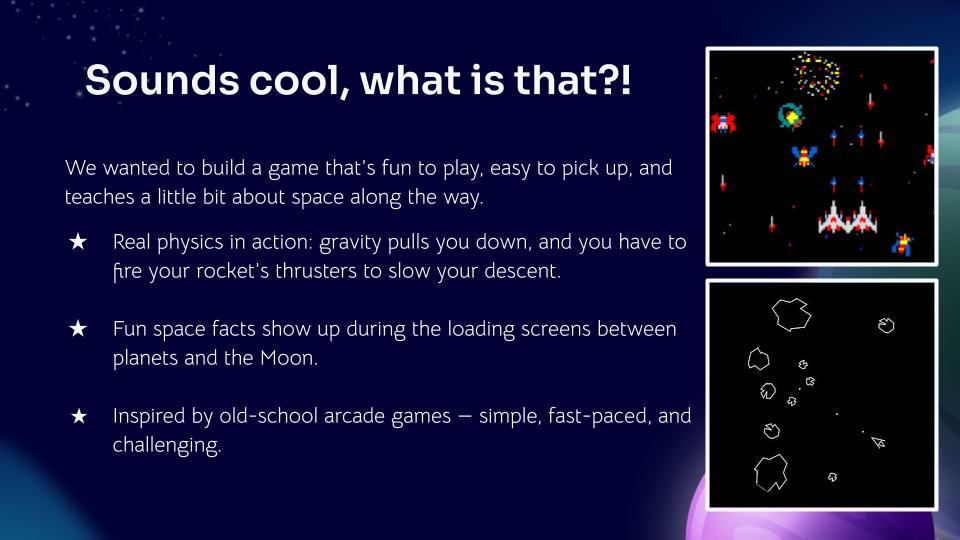 Sounds cool, what is that?!
We wanted to build a game that's fun to play, easy to pick up, and
teaches a little bit about space along the way.
★ Real physics in action: gravity pulls you down, and you have to
fire your rocket's thrusters to slow your descent.
★ Fun space facts show up during the loading screens between
planets and the Moon.
★ Inspired by old-school arcade games – simple, fast-paced, and
challenging.